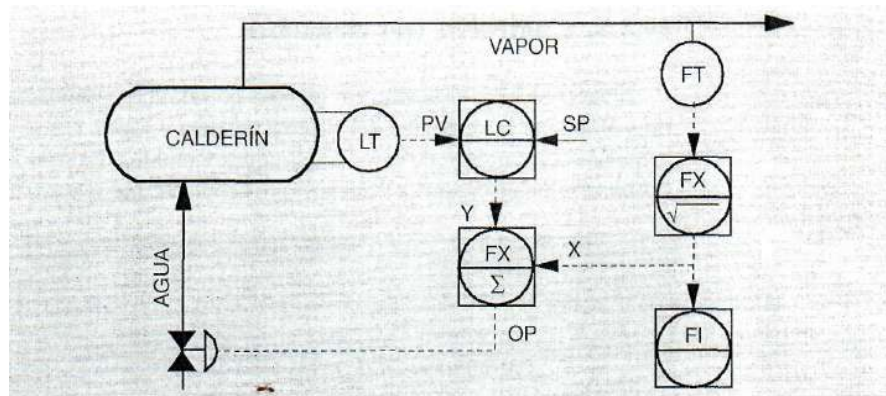 VAPOR
FT
CALDERÍN
LT
PV
LC
SP
FX
√
Y
FX
Σ
X
AGUA
OP
FI